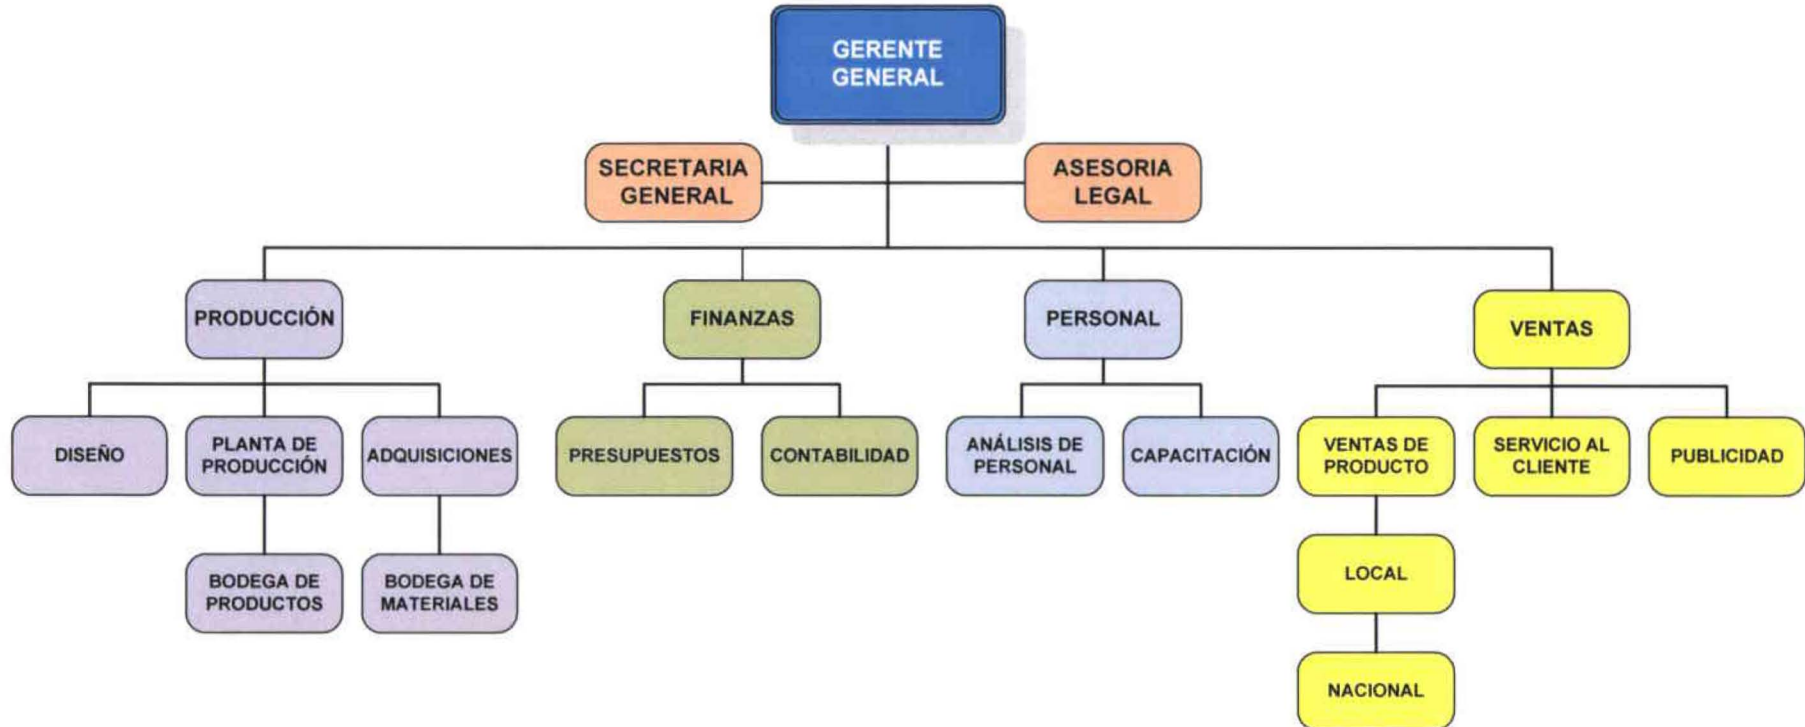 GERENTE
GENERAL
SECRETARIA
GENERAL
ASESORIA
LEGAL
PRODUCCIÓN
FINANZAS
PERSONAL
VENTAS
DISEÑO
PLANTA DE
PRODUCCIÓN
ADQUISICIONES
PRESUPUESTOS
CONTABILIDAD
ANÁLISIS DE
PERSONAL
CAPACITACIÓN
VENTAS DE
PRODUCTO
SERVICIO AL
CLIENTE
PUBLICIDAD
BODEGA DE
PRODUCTOS
BODEGA DE
MATERIALES
LOCAL
NACIONAL